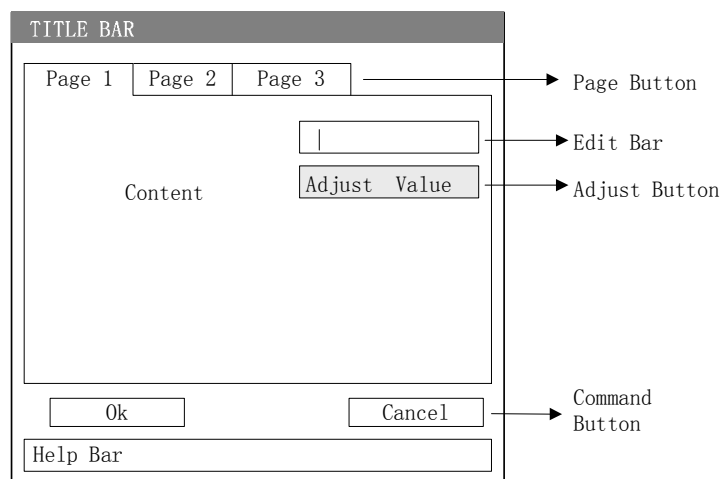 TITLE BAR
Page 1 Page 2 Page 3
Page Button
Edit Bar
Content
Adjust Value
Adjust Button
Ok
Cancel
Command
Button
Help Bar